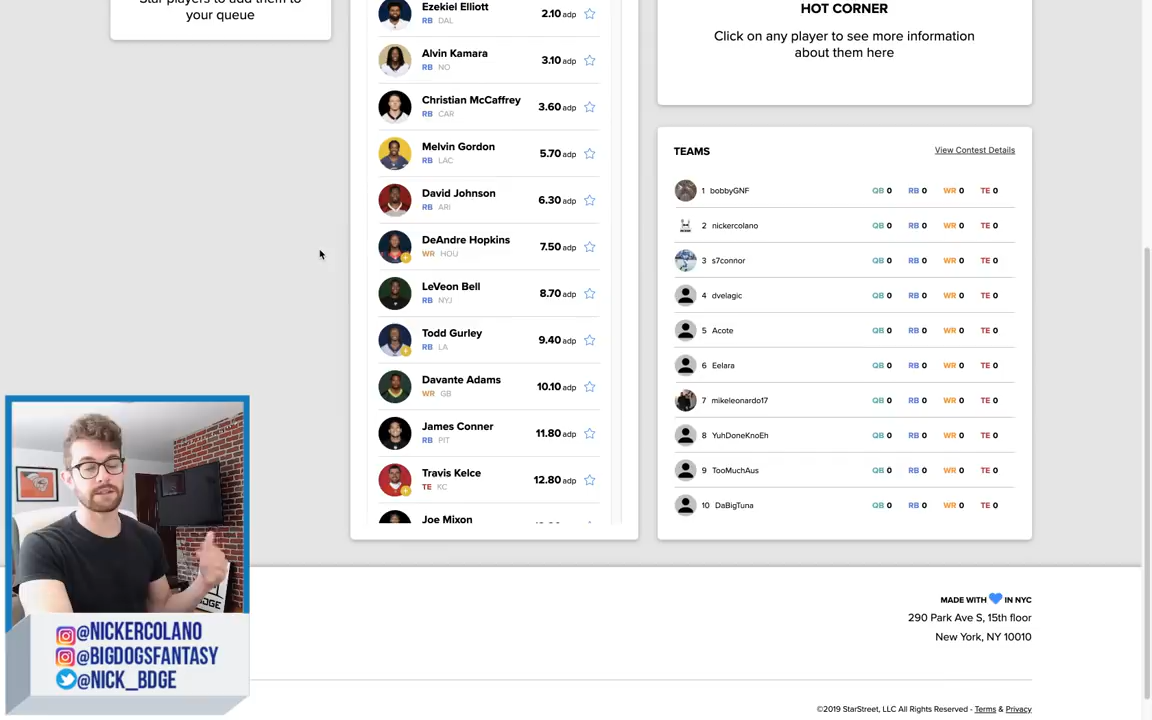 Star players to add them to
your queue
Ezekiel Elliott
RB DAL
2.10 adp
Alvin Kamara
RB NO
3.10 adp
Christian McCaffrey
RB CAR
3.60 adp
Melvin Gordon
RB LAC
5.70 adp
David Johnson
RB ARI
6.30 adp
DeAndre Hopkins
WR HOU
7.50 adp
LeVeon Bell
RB NYJ
8.70 adp
Todd Gurley
RB LA
9.40 adp
Davante Adams
WR GB
10.10 adp
James Conner
RB PIT
11.80 adp
Travis Kelce
TE KC
12.80 adp
Joe Mixon
HOT CORNER
Click on any player to see more information
about them here
TEAMS
View Contest Details
1 bobbyGNF QB 0 RB 0 WR 0 TE 0
2 nickercolano QB 0 RB 0 WR 0 TE 0
3 s7connor QB 0 RB 0 WR 0 TE 0
4 dvelagic QB 0 RB 0 WR 0 TE 0
5 Acote QB 0 RB 0 WR 0 TE 0
6 Eelara QB 0 RB 0 WR 0 TE 0
7 mikeleonardo17 QB 0 RB 0 WR 0 TE 0
8 YuhDoneKnoEh QB 0 RB 0 WR 0 TE 0
9 TooMuchAus QB 0 RB 0 WR 0 TE 0
10 DaBigTuna QB 0 RB 0 WR 0 TE 0
MADE WITH IN NYC
290 Park Ave S, 15th floor
New York, NY 10010
©2019 StarStreet, LLC All Rights Reserved - Terms & Privacy
@NICKERCOLANO
@BIGDOGSFANTASY
@NICK_BDGE